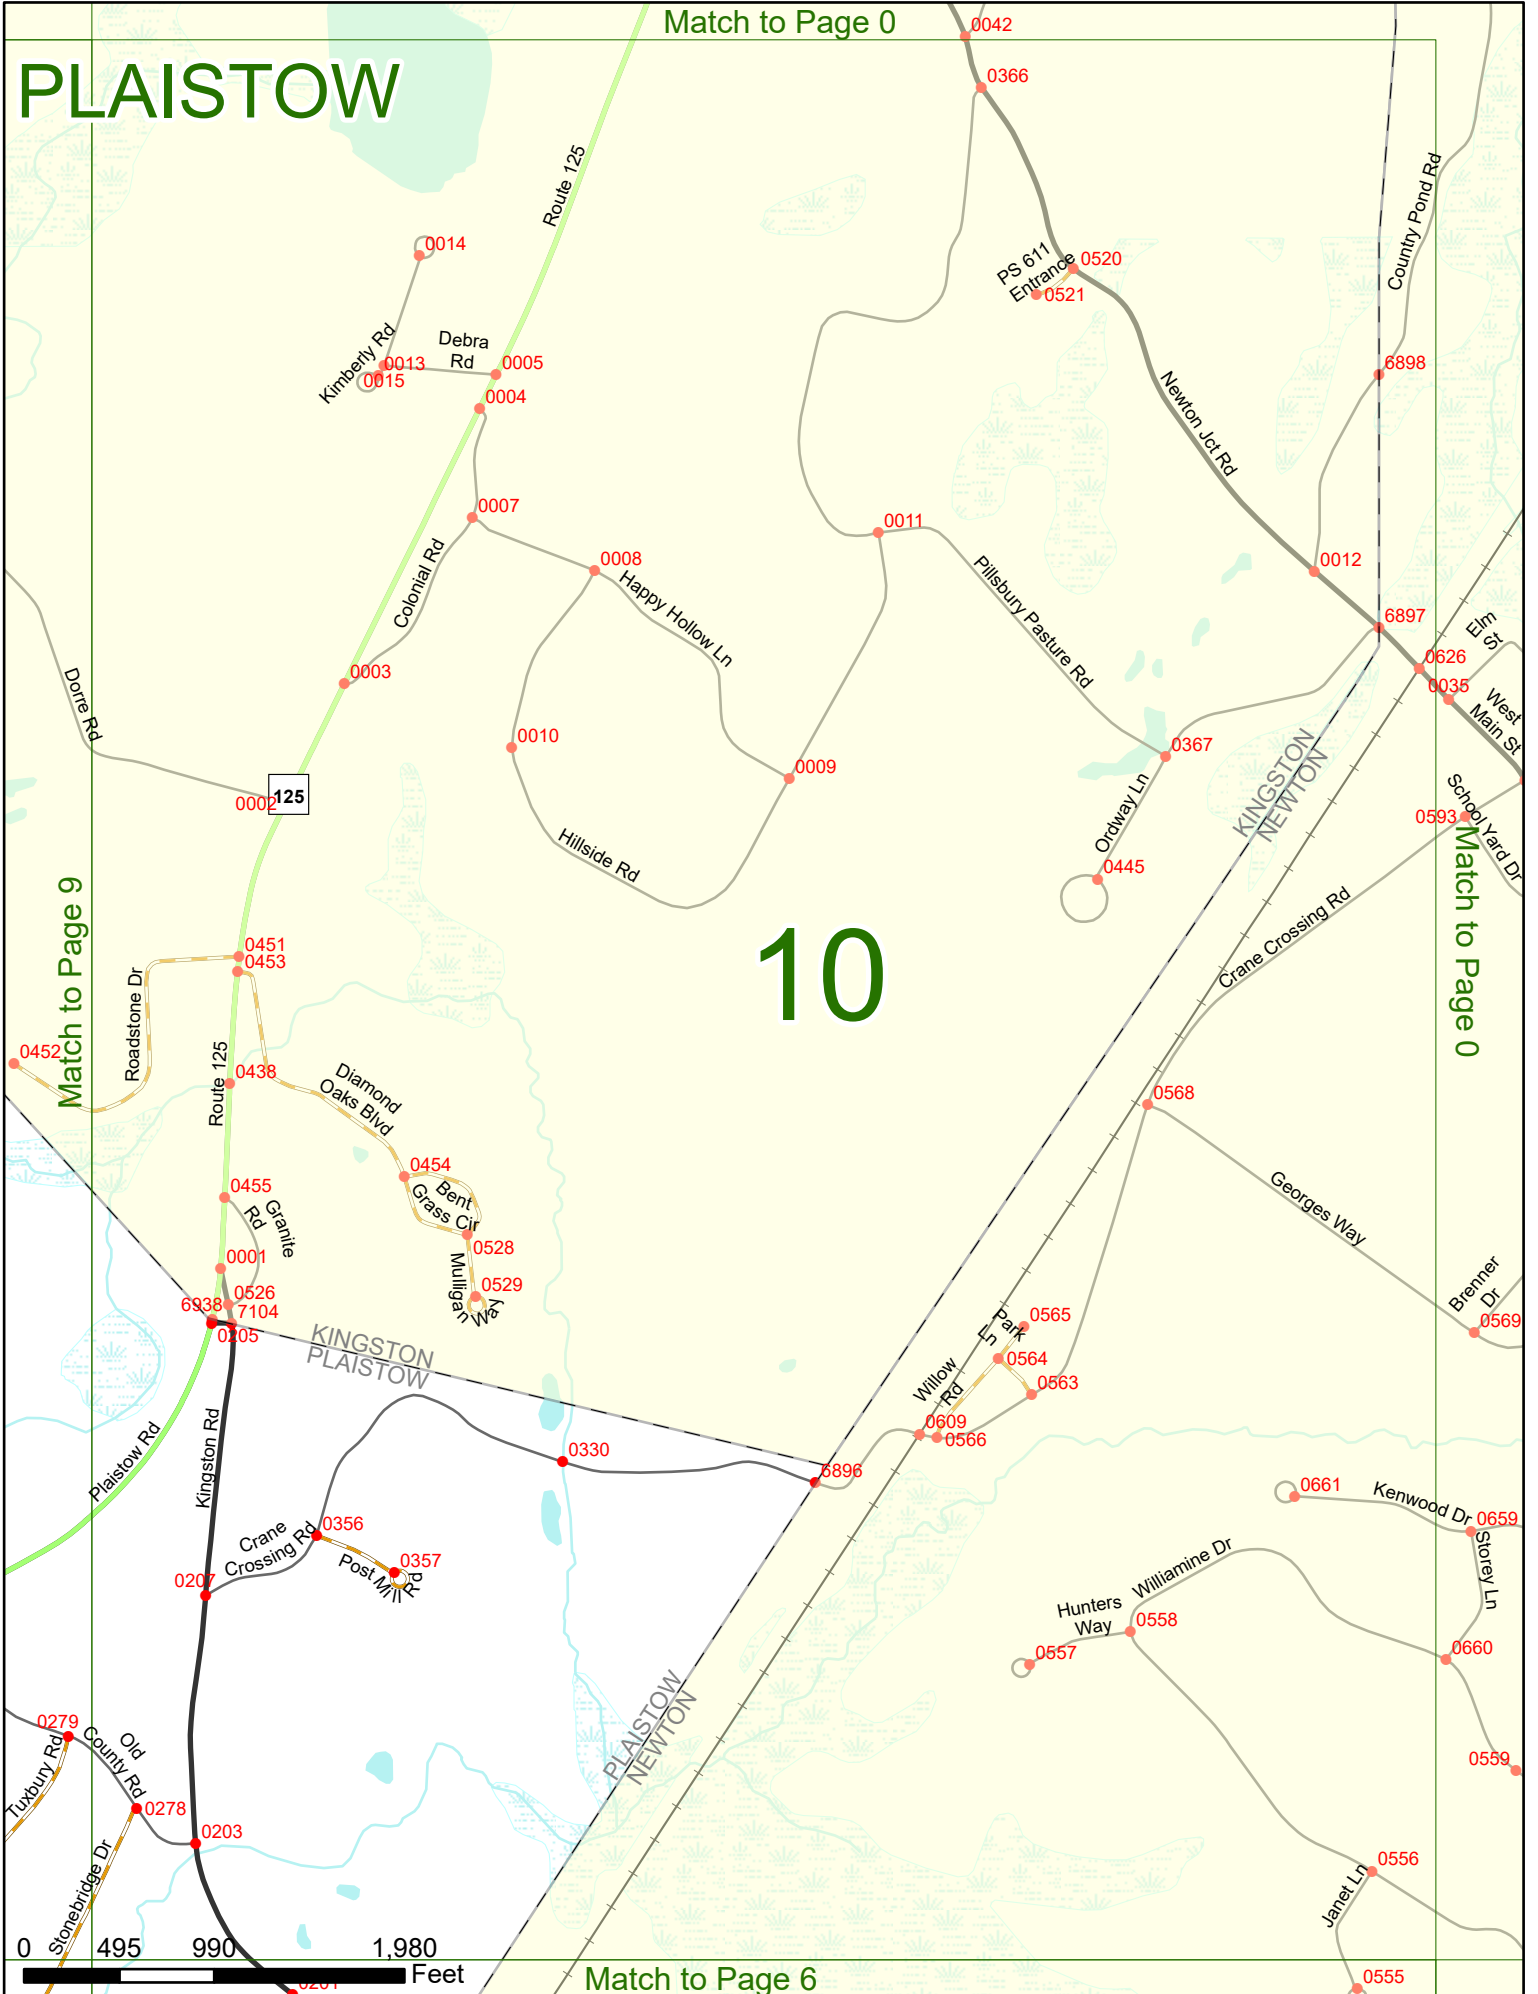 Match to Page 0
0042
PLAISTOW
0366
Route 125
Country Pond Rd
0014
PS 611
Entrance
0520
0521
Kimberly Rd
Debra
Rd
0013
0015
0005
0004
6898
Newton Jct Rd
0007
0011
0008
0012
Colonial Rd
Happy Hollow Ln
Pillsbury Pasture Rd
6897
Elm
St
0626
0003
0035
Dorre Rd
West
Main St
0010
0367
0009
KINGSTON
NEWTON
125
0002
Ordway Ln
School Yard Dr
0593
Hillside Rd
0445
Match to Page 9
Match to Page 0
Crane Crossing Rd
10
0451
0453
Roadstone Dr
0452
Route 125
0438
Diamond
Oaks Blvd
0568
0454
Bent
Grass Cir
0455
Granite
Rd
Georges Way
0528
0001
Mulligan
Way
0529
0526
6938
7104
0205
Brenner
Dr
0569
KINGSTON
PLAISTOW
Park
Ln
0565
0564
Willow
Rd
0563
0609
0566
Plaistow Rd
Kingston Rd
0330
6896
0661
Kenwood Dr
0659
0356
Crane
Crossing Rd
Post Mill
Rd
0357
Storey Ln
0207
Williamine Dr
Hunters
Way
0558
0557
0660
PLAISTOW
NEWTON
0279
Old
County Rd
Tuxbury Rd
0559
0278
0203
Stonebridge Dr
0556
Janet Ln
0 495 990 1,980
Feet
0201
Match to Page 6
0555